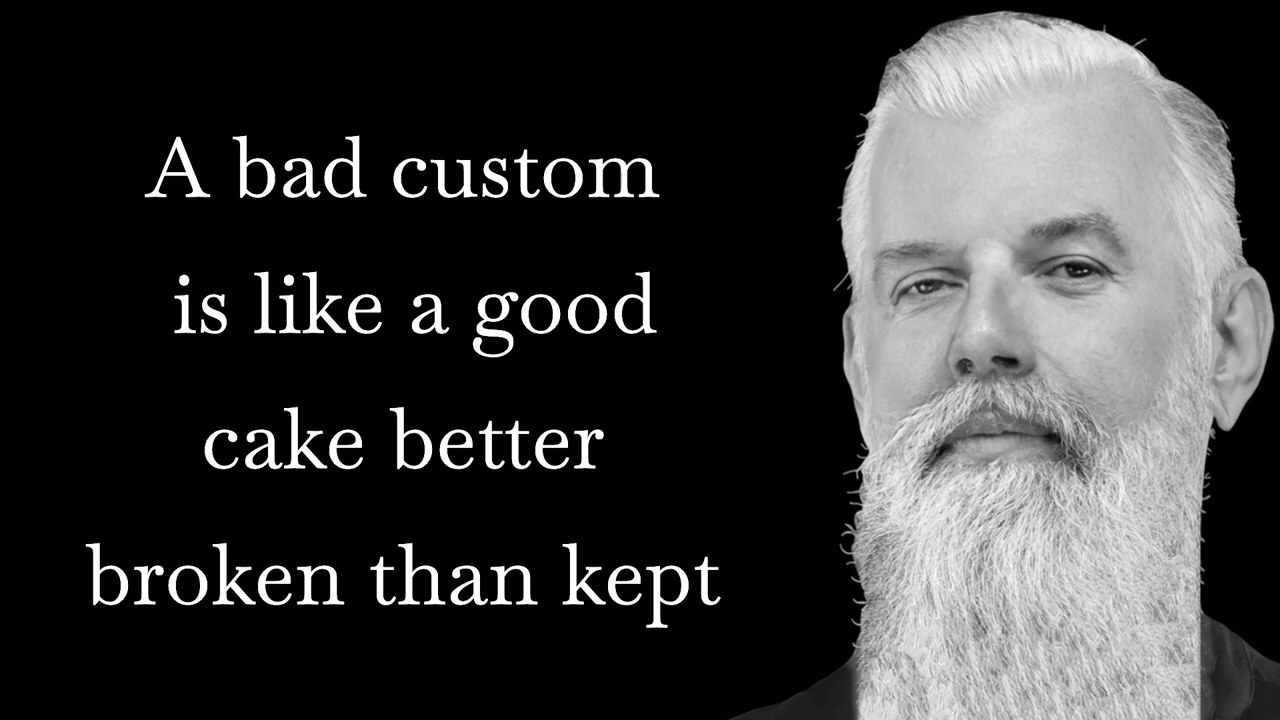 A bad custom
is like a good
cake better
broken than kept